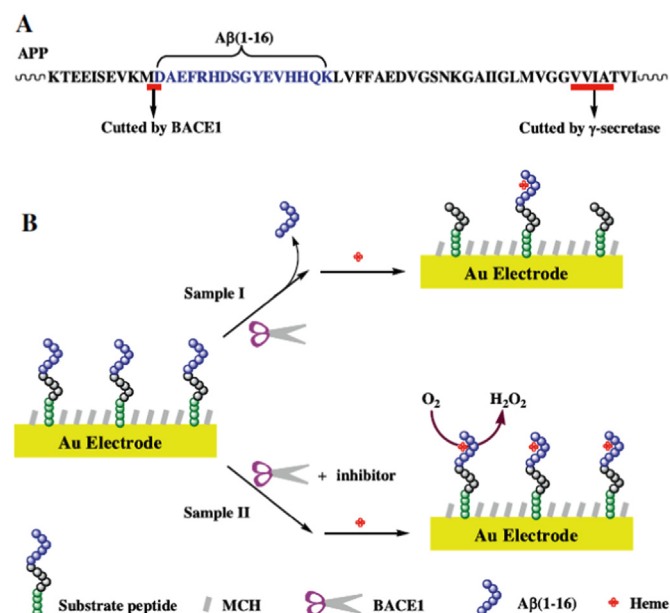 A
Aβ(1-16)
APP
KTEEISEVKMDAEFRHDSGYEVHHQKLVFFAEDVGSNKGAIIGLMVGGVVIATVI
Cutted by BACE1
Cutted by γ-secretase
B
Sample I
Au Electrode
O₂
H₂O₂
Au Electrode
+ inhibitor
Sample II
Au Electrode
Substrate peptide
MCH
BACE1
Aβ(1-16)
Heme